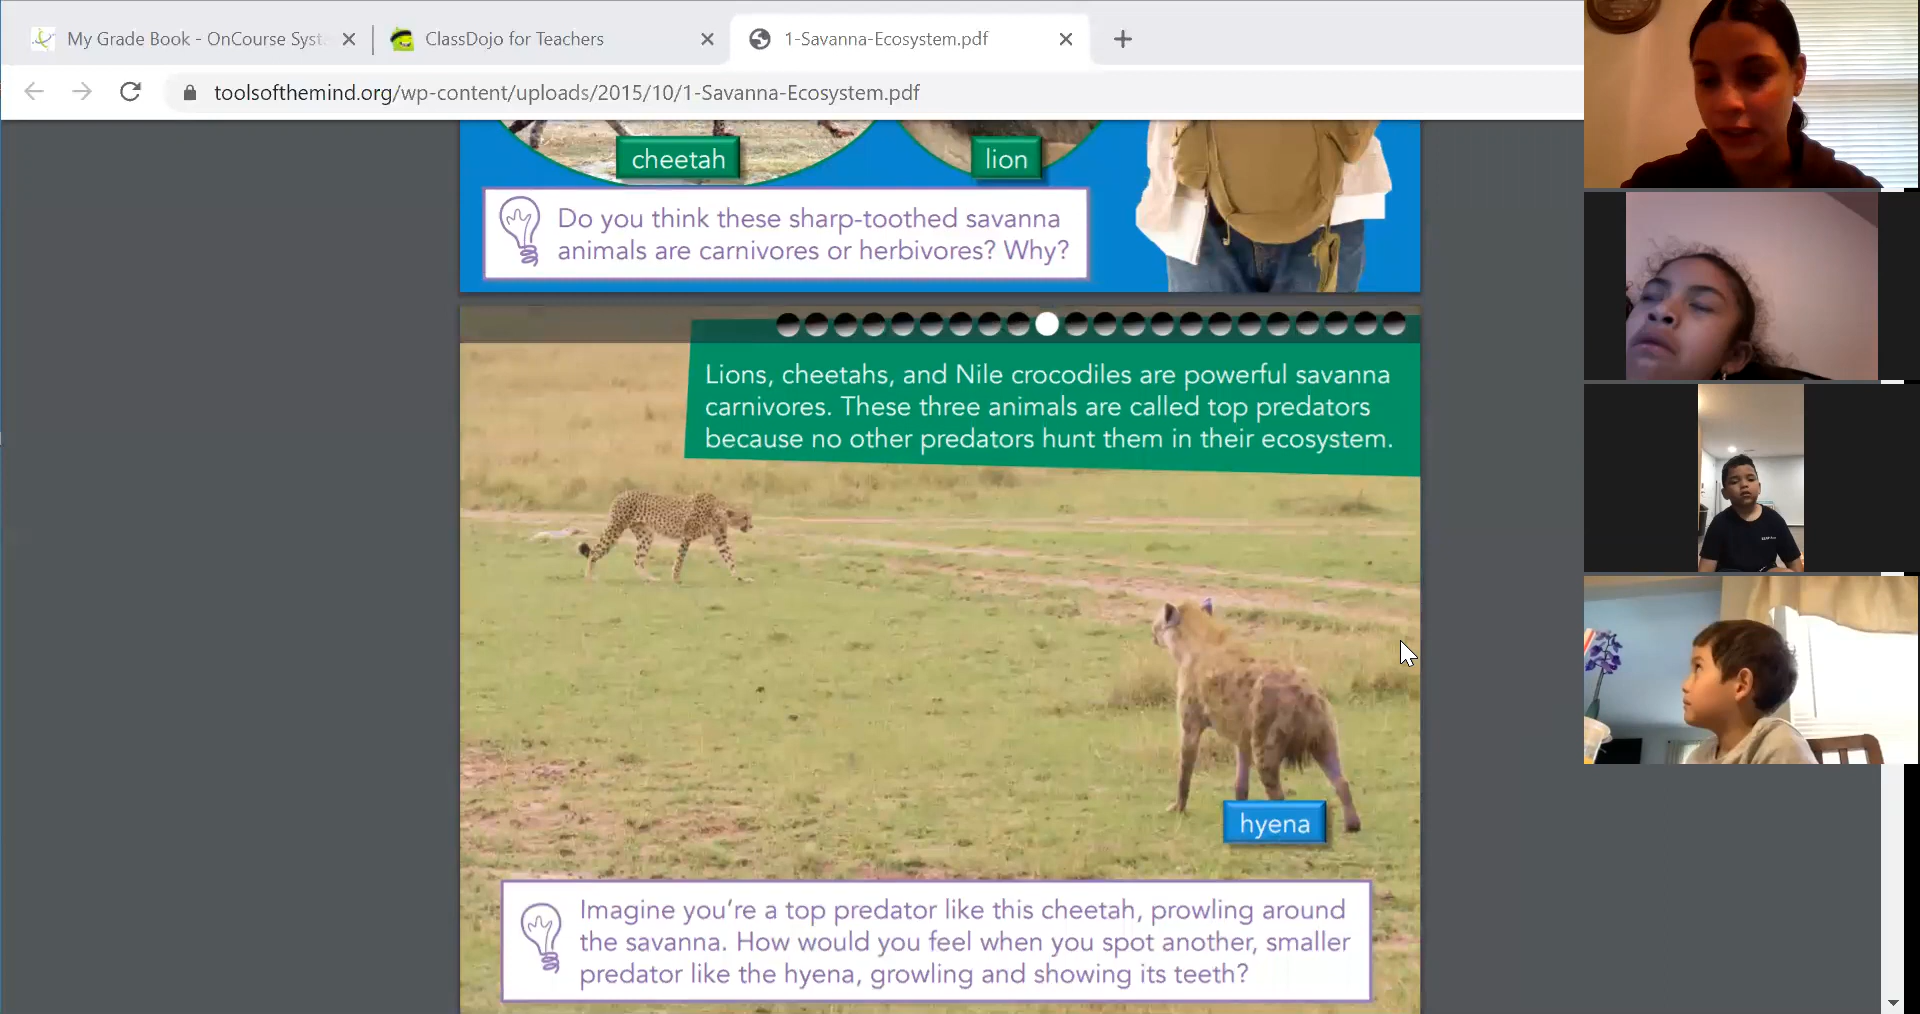 My Grade Book - OnCourse Syst
ClassDojo for Teachers
1-Savanna-Ecosystem.pdf
toolsofthemind.org/wp-content/uploads/2015/10/1-Savanna-Ecosystem.pdf
cheetah
lion
Do you think these sharp-toothed savanna
animals are carnivores or herbivores? Why?
Lions, cheetahs, and Nile crocodiles are powerful savanna
carnivores. These three animals are called top predators
because no other predators hunt them in their ecosystem.
hyena
Imagine you're a top predator like this cheetah, prowling around
the savanna. How would you feel when you spot another, smaller
predator like the hyena, growling and showing its teeth?